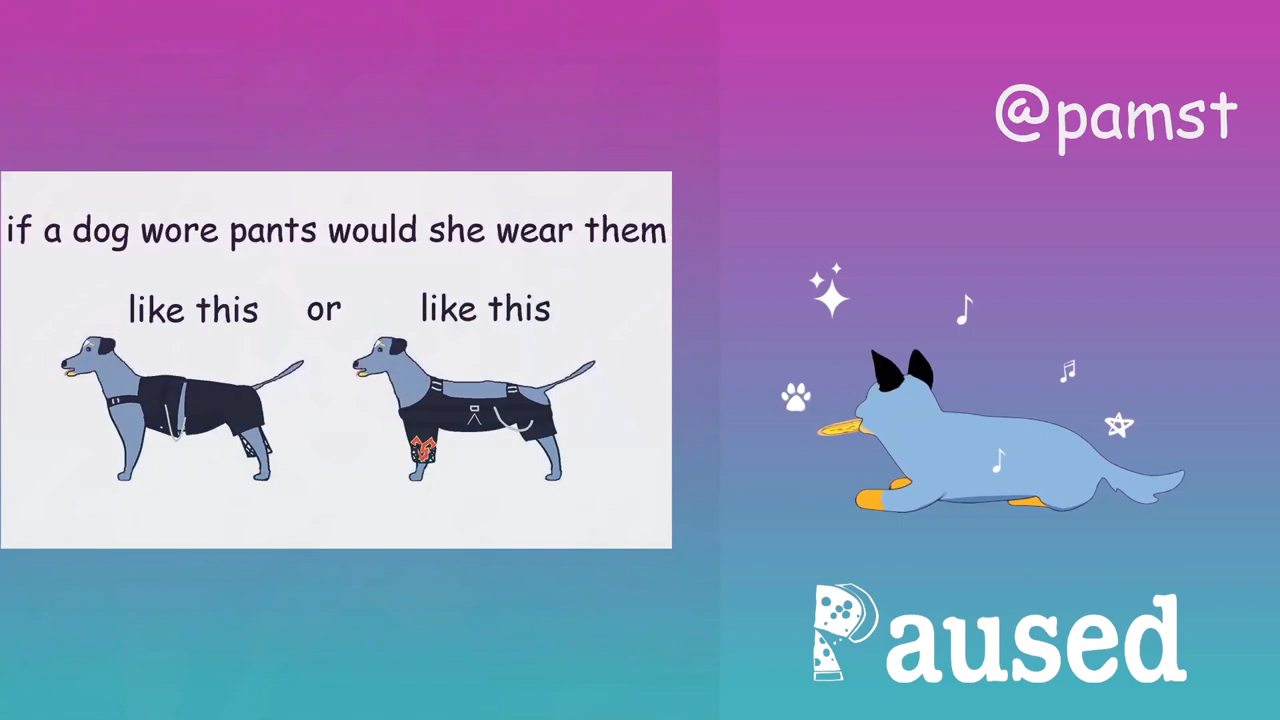 @pamst
if a dog wore pants would she wear them
like this or like this
Paused